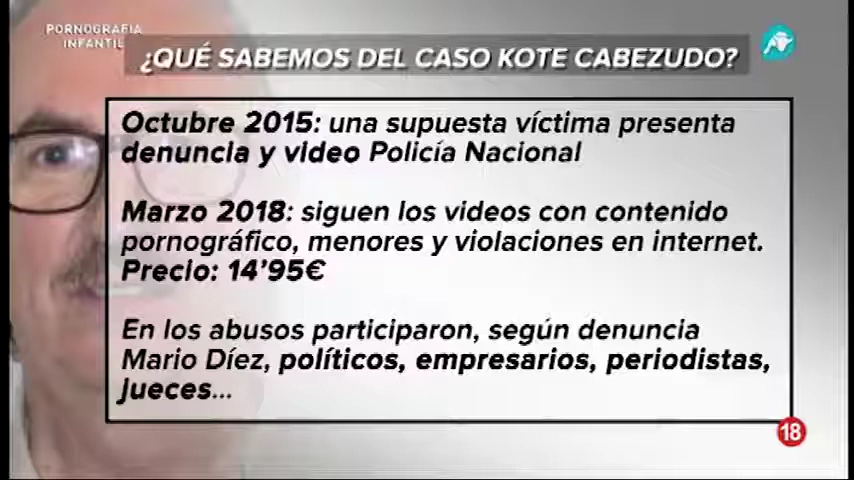 PORNOGRAFIA
INFANTIL
¿QUÉ SABEMOS DEL CASO KOTE CABEZUDO?
Octubre 2015: una supuesta víctima presenta
denuncia y video Policía Nacional
Marzo 2018: siguen los videos con contenido
pornográfico, menores y violaciones en internet.
Precio: 14'95€
En los abusos participaron, según denuncia
Mario Díez, políticos, empresarios, periodistas,
jueces...
18